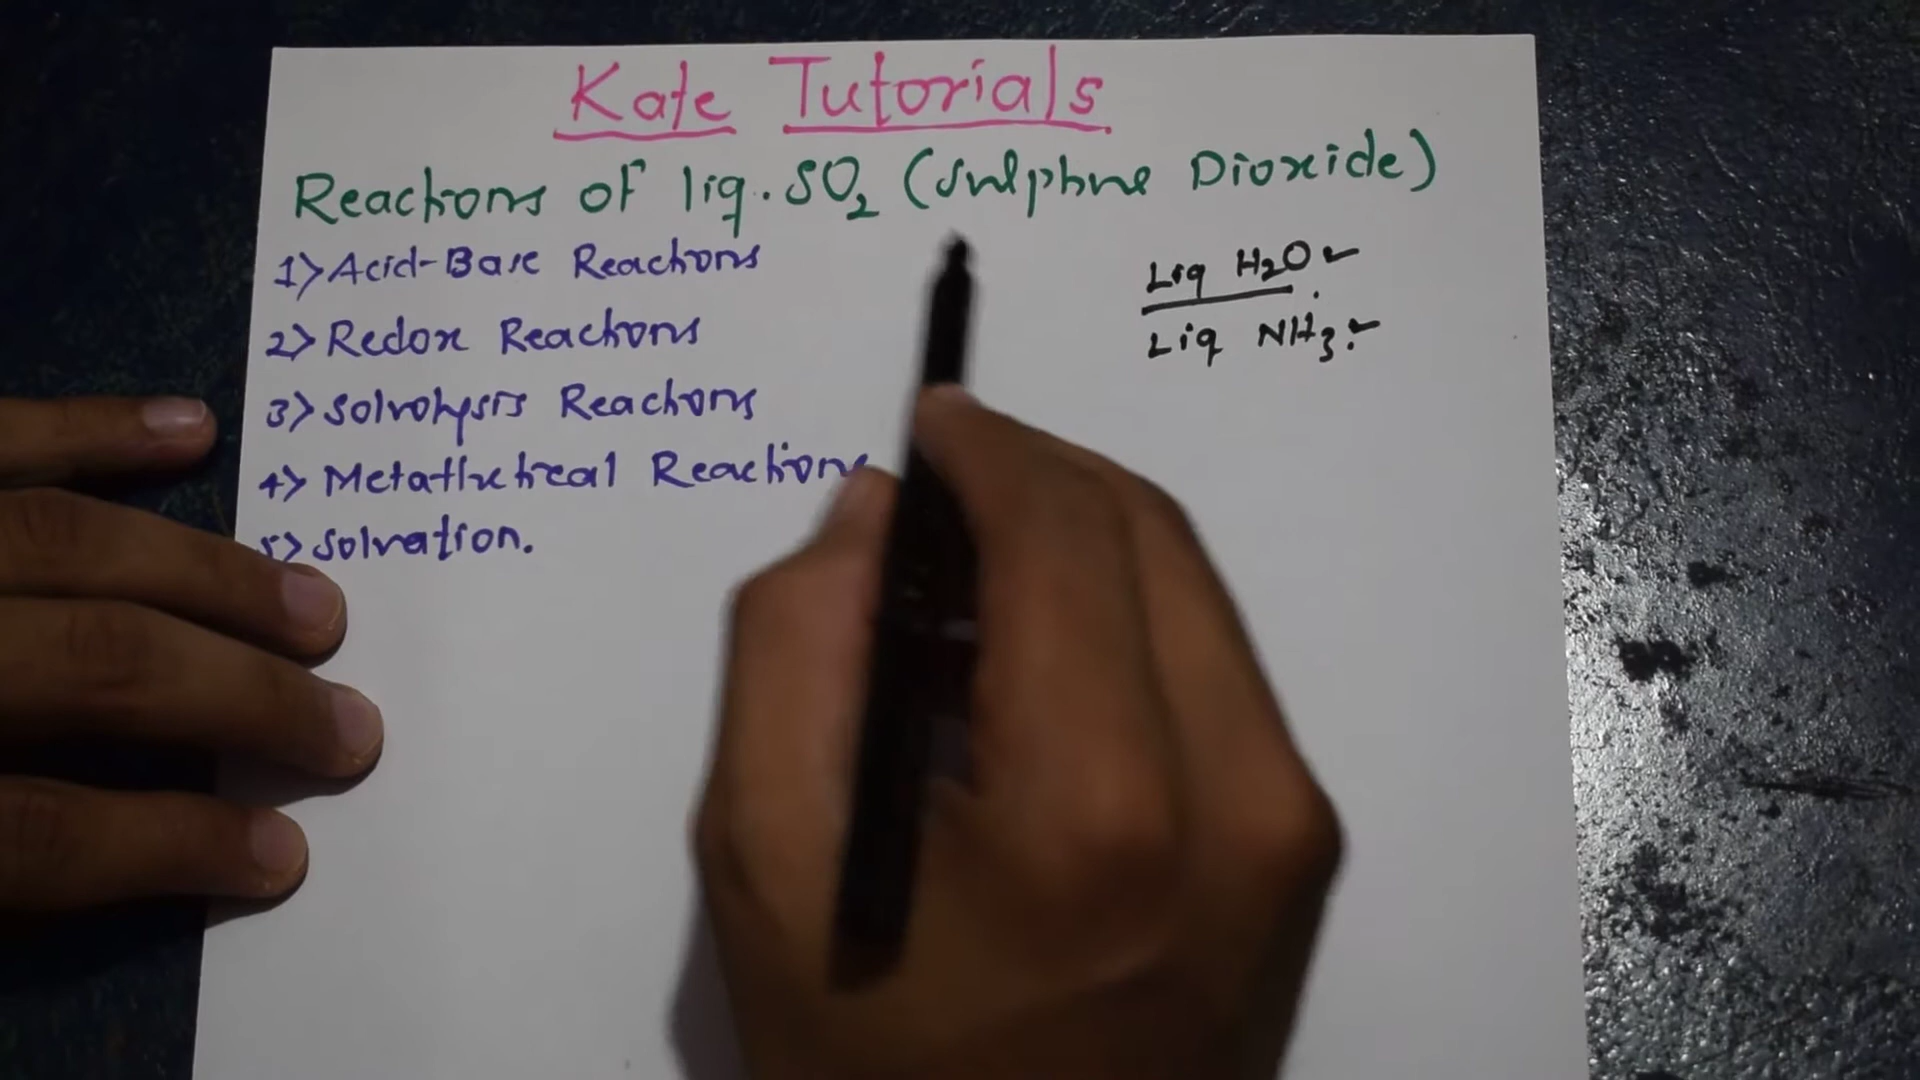 Kate Tutorials
Reactions of liq. SO2 (Sulphur Dioxide)
1) Acid-Base Reactions
2) Redox Reactions
3) Solvolysis Reactions
4) Metathetical Reactions
5) Solvation.
Liq H2O ✓
Liq NH3. ✓